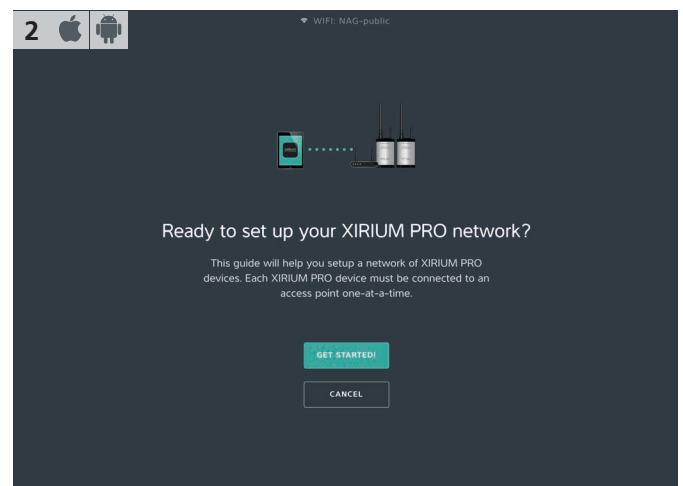 2
WIFI: NAG-public
Ready to set up your XIRIUM PRO network?
This guide will help you setup a network of XIRIUM PRO
devices. Each XIRIUM PRO device must be connected to an
access point one-at-a-time.
GET STARTED!
CANCEL